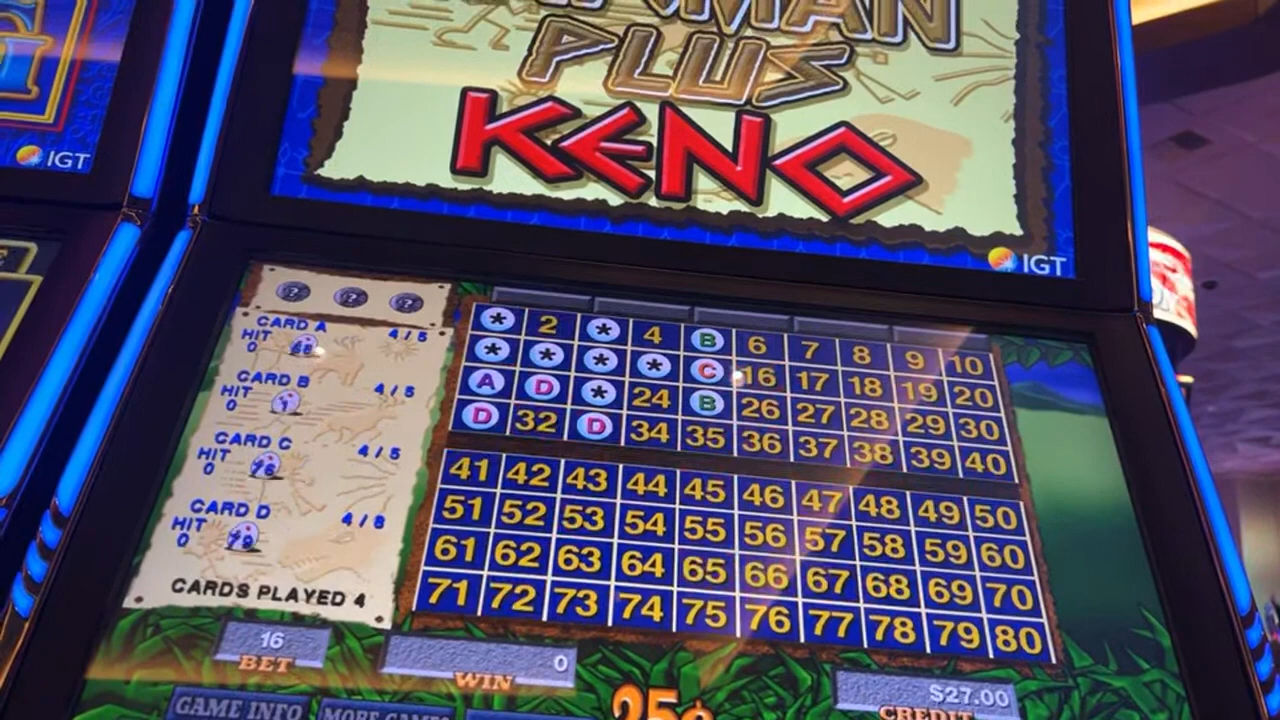 PLUS
KENO
IGT
IGT
CARD A 4/5
HIT
0
CARD B 4/5
HIT
0 1
CARD C 4/5
HIT
0 76
CARD D
HIT
0
CARDS PLAYED 4
* 2 * 4 B 6 7 8 9 10
* * * * C 16 17 18 19 20
A D * 24 B 26 27 28 29 30
D 32 D 34 35 36 37 38 39 40
41 42 43 44 45 46 47 48 49 50
51 52 53 54 55 56 57 58 59 60
61 62 63 64 65 66 67 68 69 70
71 72 73 74 75 76 77 78 79 80
16
BET
0
WIN
25¢
$27.00
CREDIT
GAME INFO
MORE GAMES